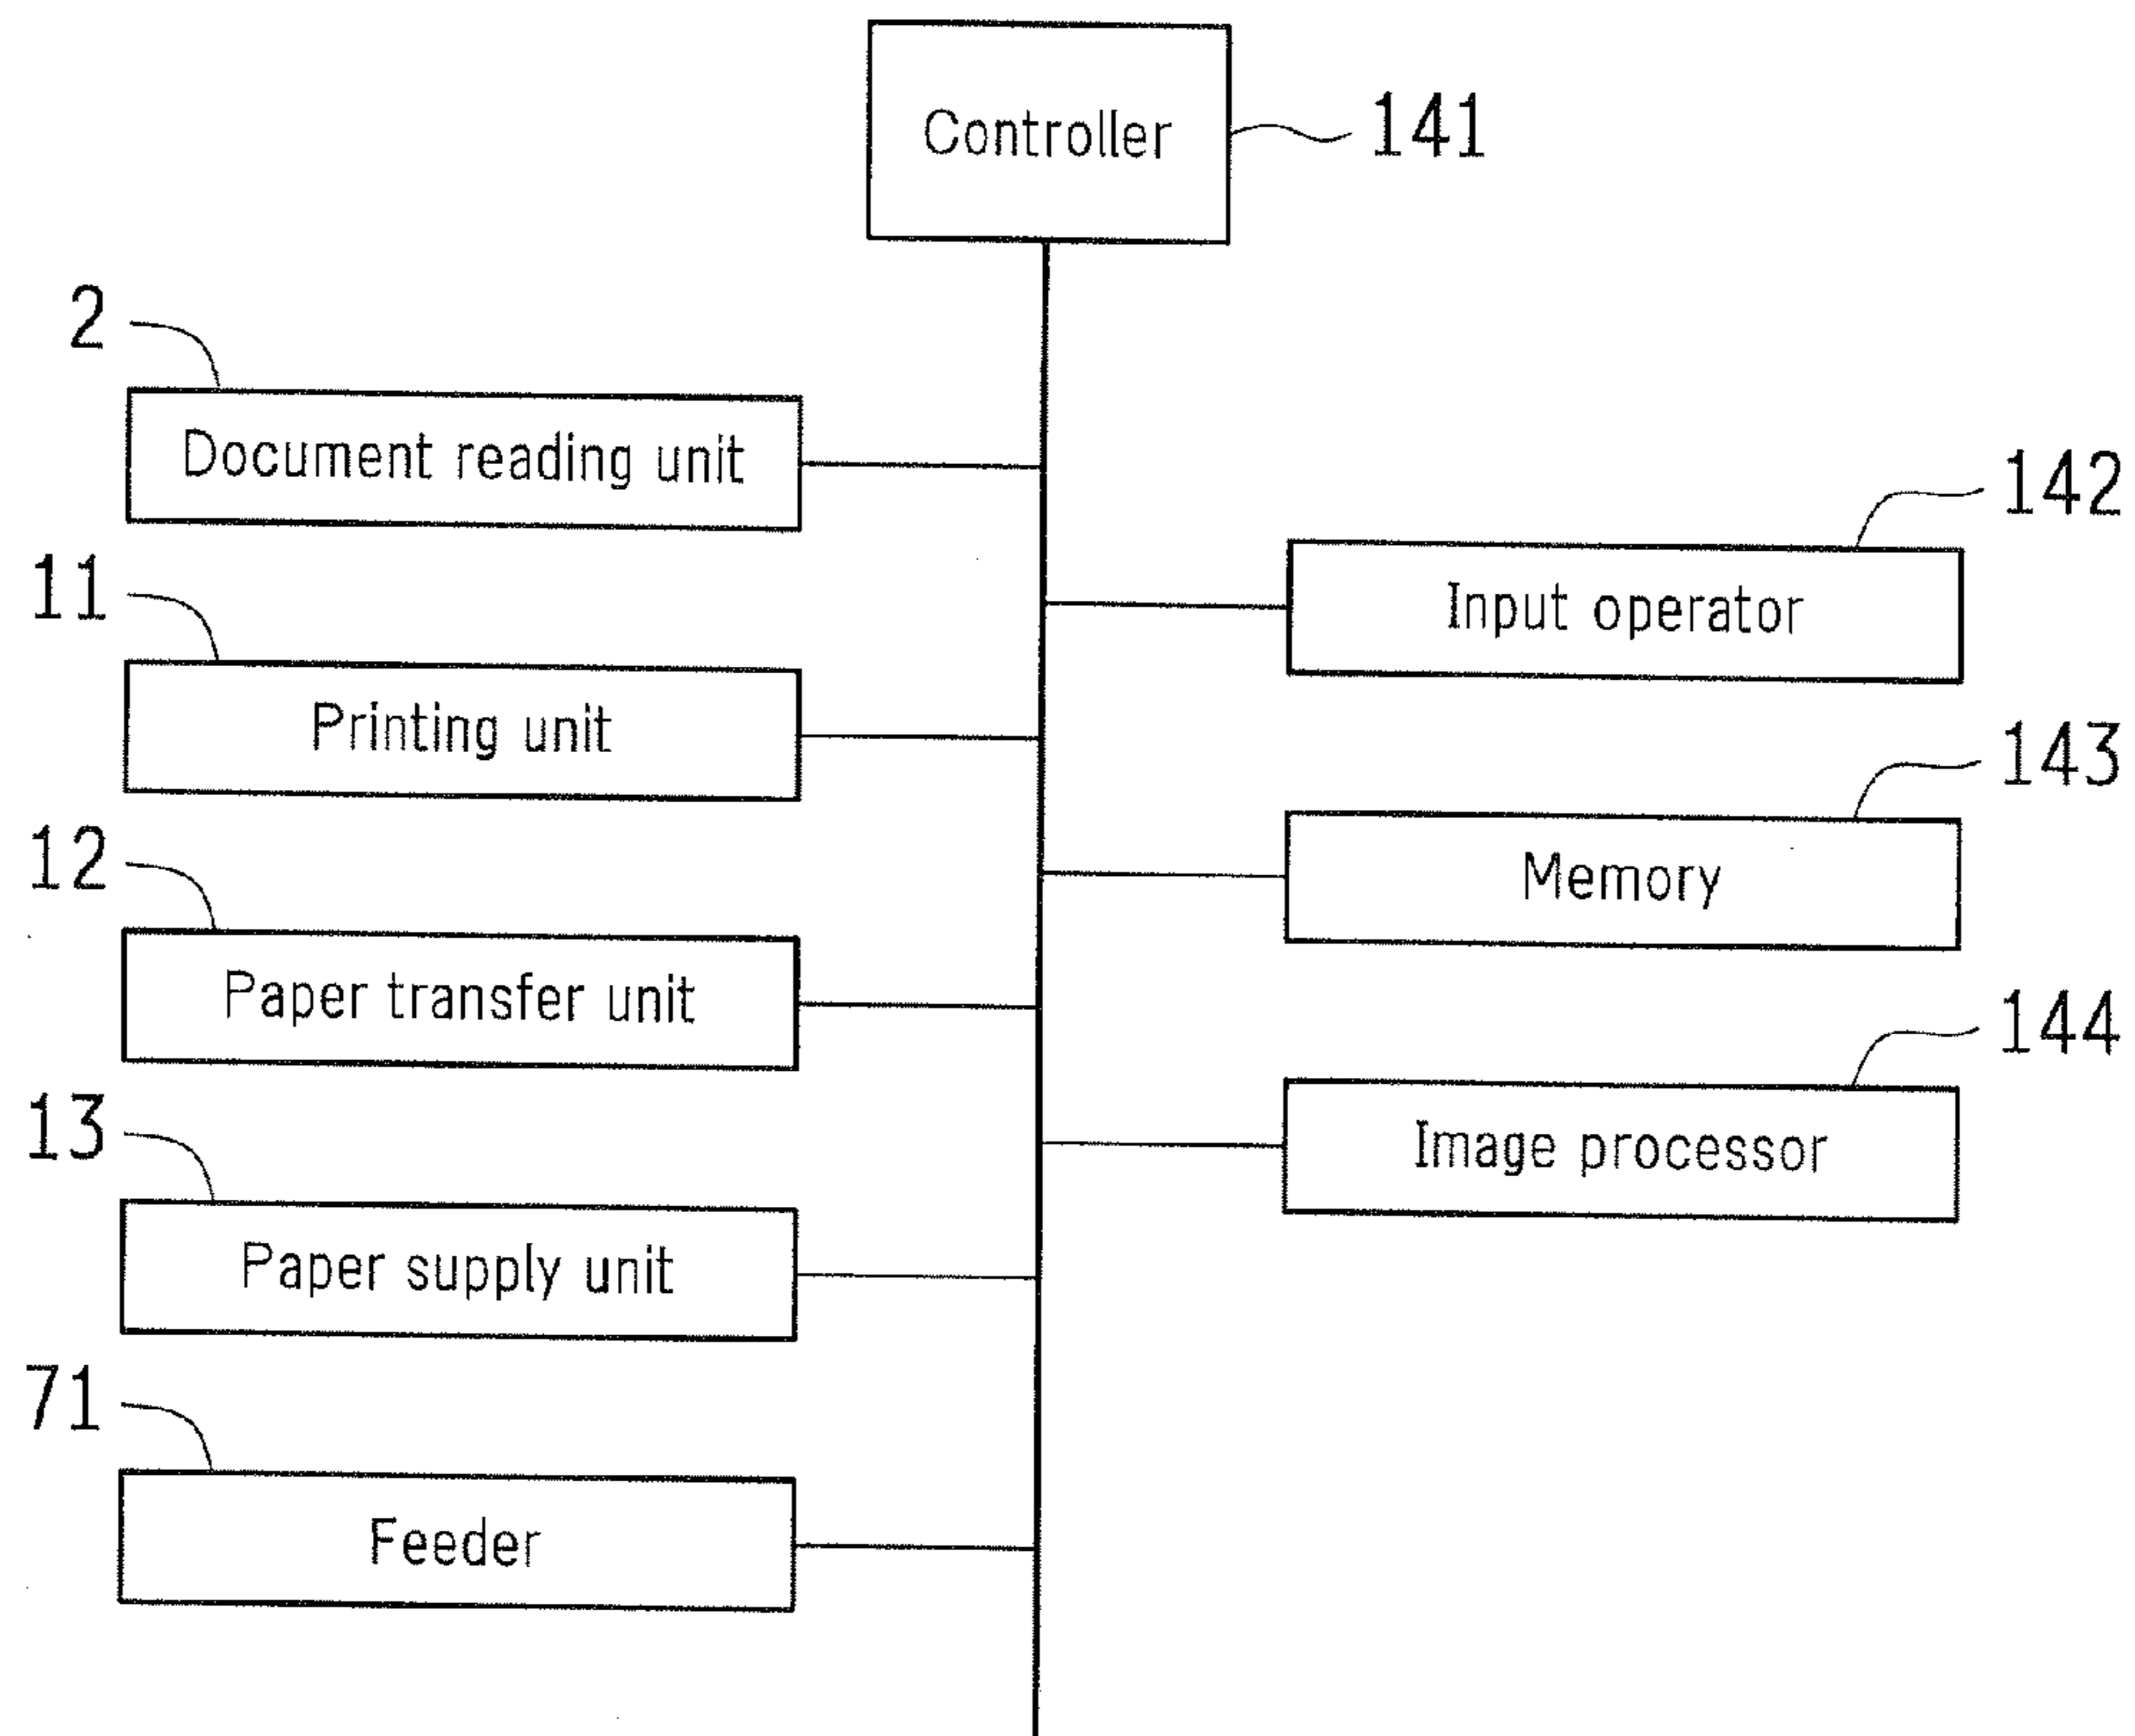 Controller
141
2
Document reading unit
142
Input operator
11
Printing unit
143
Memory
12
Paper transfer unit
144
Image processor
13
Paper supply unit
71
Feeder